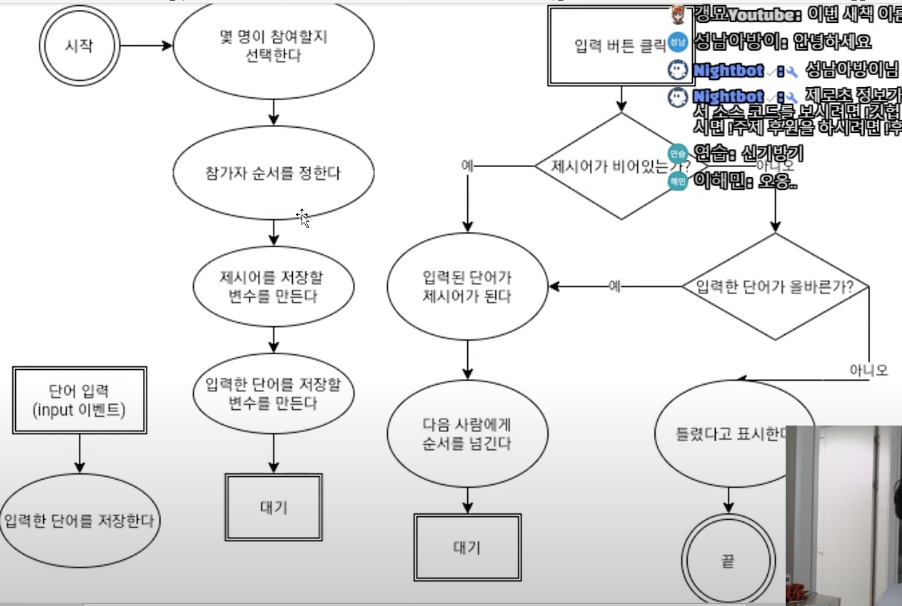 시작
몇 명이 참여할지
선택한다
참가자 순서를 정한다
제시어를 저장할
변수를 만든다
입력한 단어를 저장할
변수를 만든다
대기
단어 입력
(input 이벤트)
입력한 단어를 저장한다
입력 버튼 클릭
제시어가 비어있는가?
예
아니오
입력된 단어가
제시어가 된다
다음 사람에게
순서를 넘긴다
대기
입력한 단어가 올바른가?
예
아니오
틀렸다고 표시한다
끝
갱모Youtube: 이번 새책 이름
성남
성남아방이: 안녕하세요
Nightbot : 성남아방이님
Nightbot : 제로초 정보가
서 소스 코드를 보시려면 !깃헙
시면 !주제 후원을 하시려면 !후
연습
연습: 신기방기
해민
이해민: 오옹..